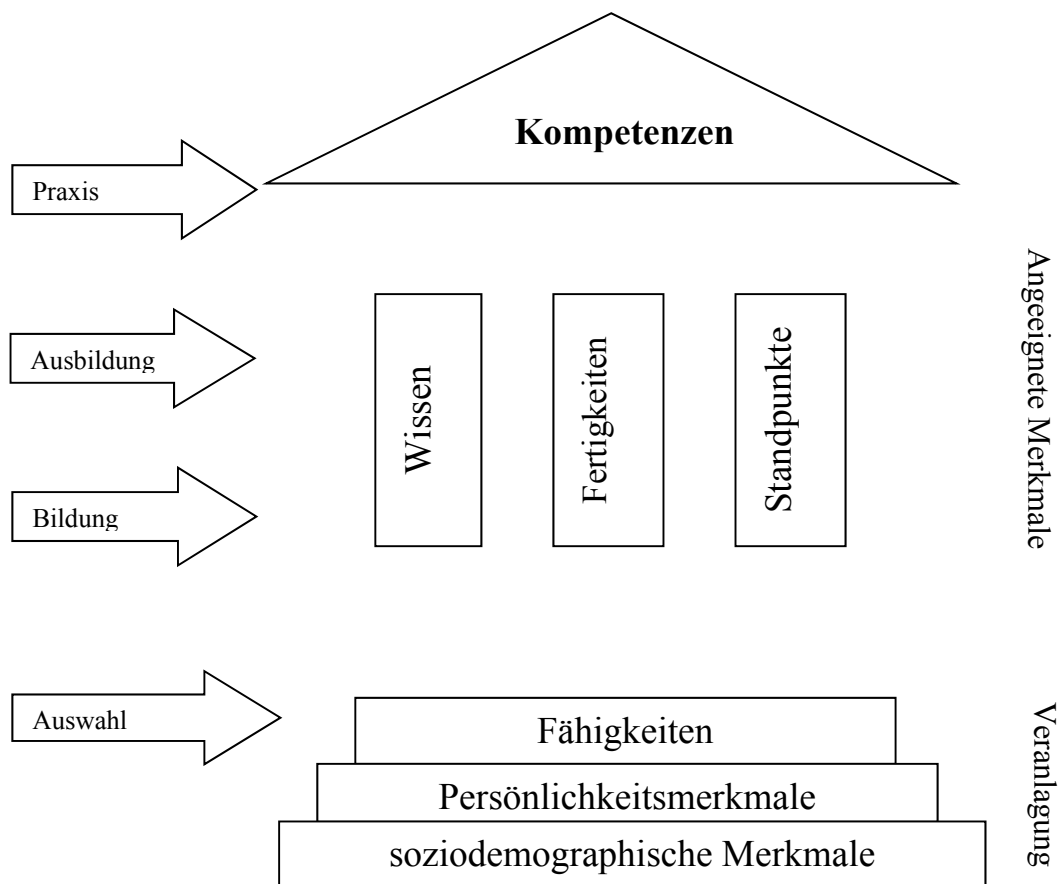 Kompetenzen
Praxis
Angeeignete Merkmale
Ausbildung
Wissen
Fertigkeiten
Standpunkte
Bildung
Auswahl
Veranlagung
Fähigkeiten
Persönlichkeitsmerkmale
soziodemographische Merkmale